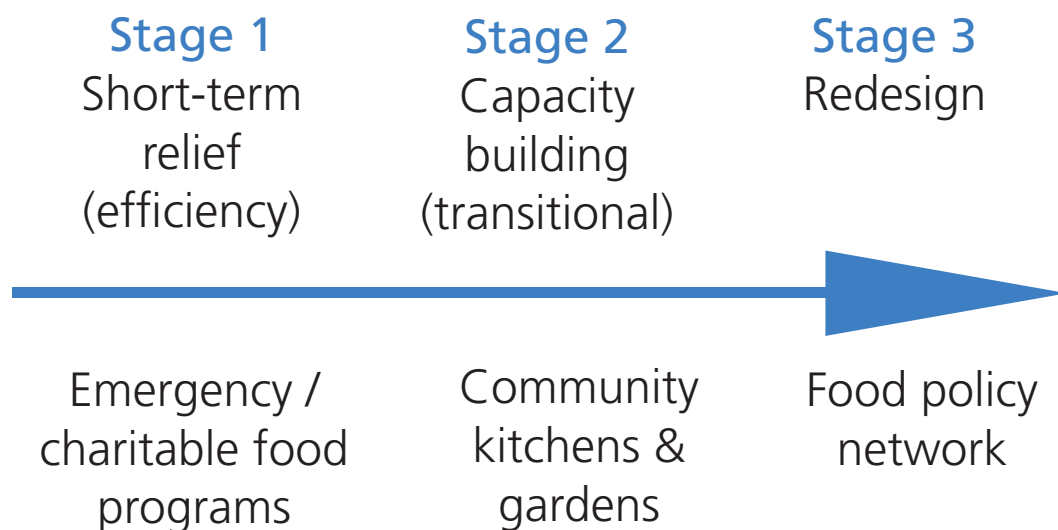 Stage 1
Short-term
relief
(efficiency)
Stage 2
Capacity
building
(transitional)
Stage 3
Redesign
Emergency /
charitable food
programs
Community
kitchens &
gardens
Food policy
network